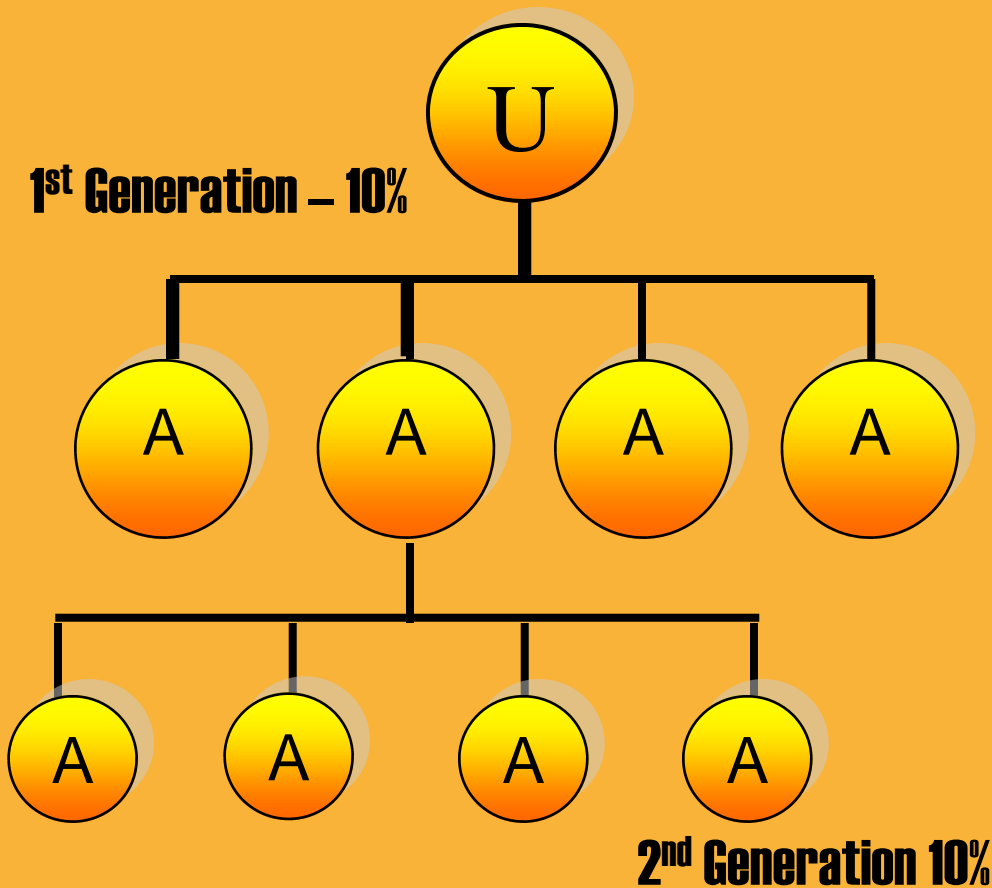 U
1st Generation – 10%
A A A A
A A A A
2nd Generation 10%